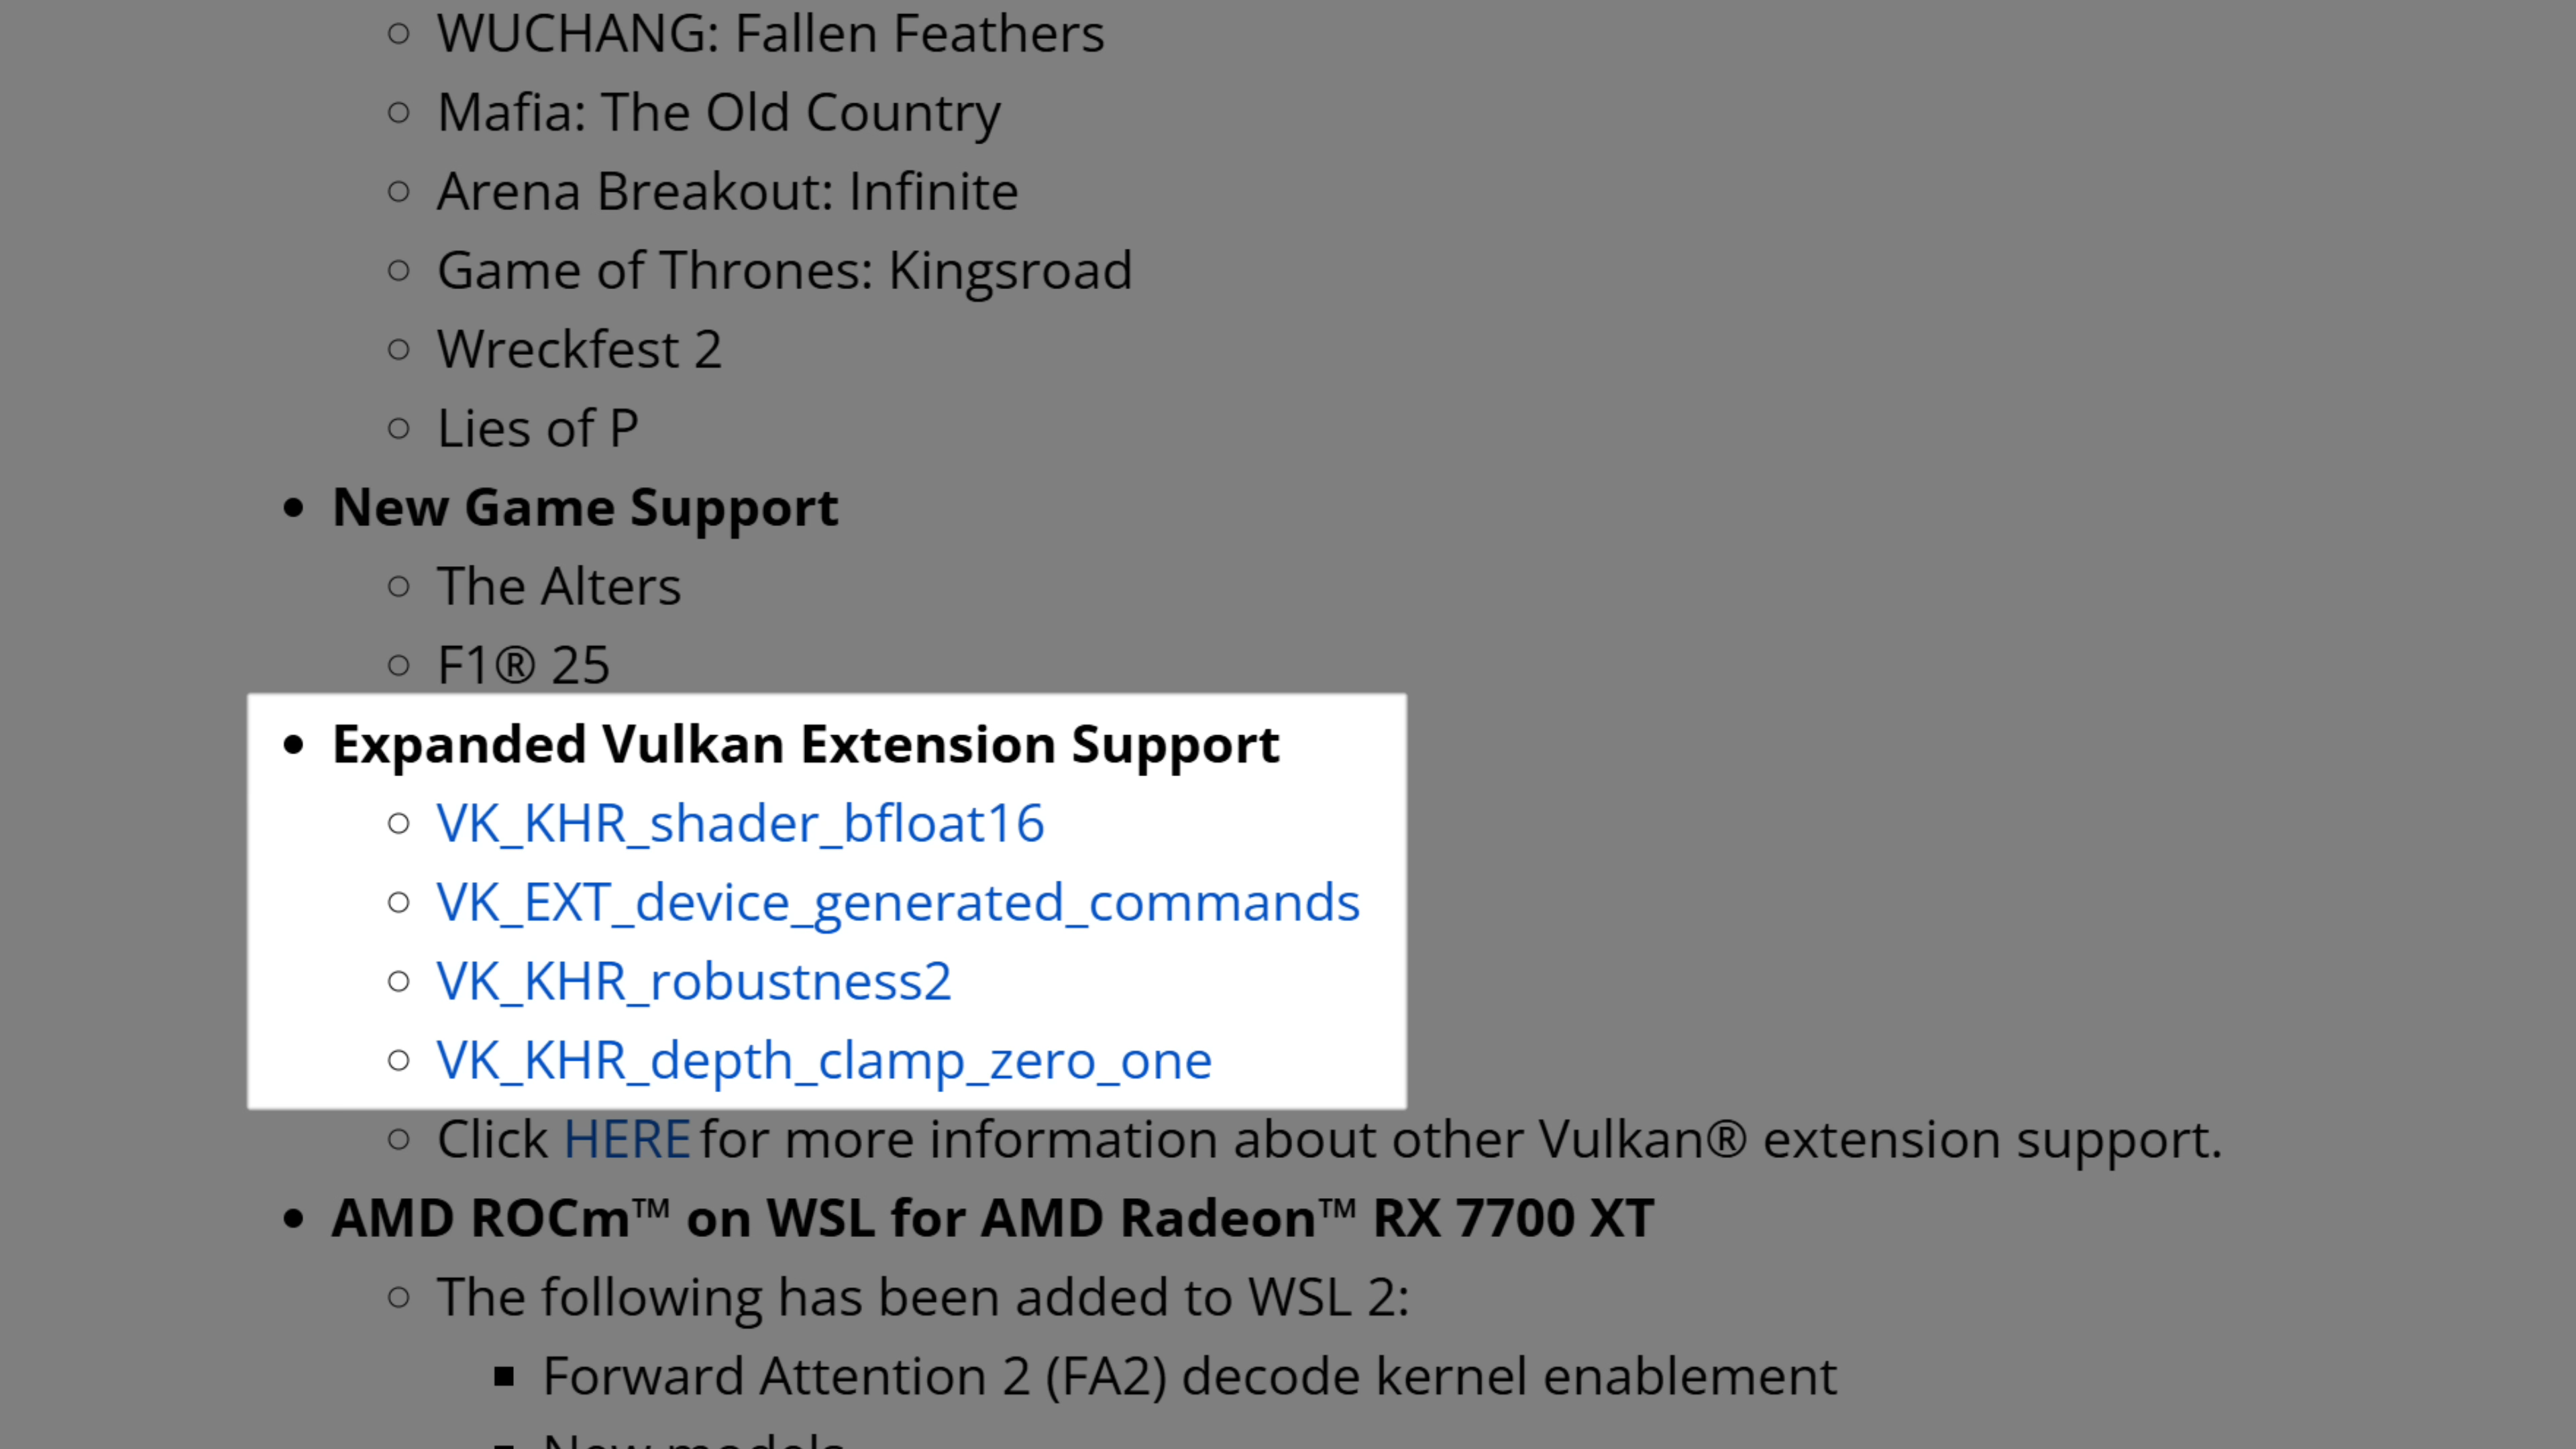 WUCHANG: Fallen Feathers
Mafia: The Old Country
Arena Breakout: Infinite
Game of Thrones: Kingsroad
Wreckfest 2
Lies of P
New Game Support
The Alters
F1® 25
Expanded Vulkan Extension Support
VK_KHR_shader_bfloat16
VK_EXT_device_generated_commands
VK_KHR_robustness2
VK_KHR_depth_clamp_zero_one
Click HERE for more information about other Vulkan® extension support.
AMD ROCm™ on WSL for AMD Radeon™ RX 7700 XT
The following has been added to WSL 2:
Forward Attention 2 (FA2) decode kernel enablement
New models